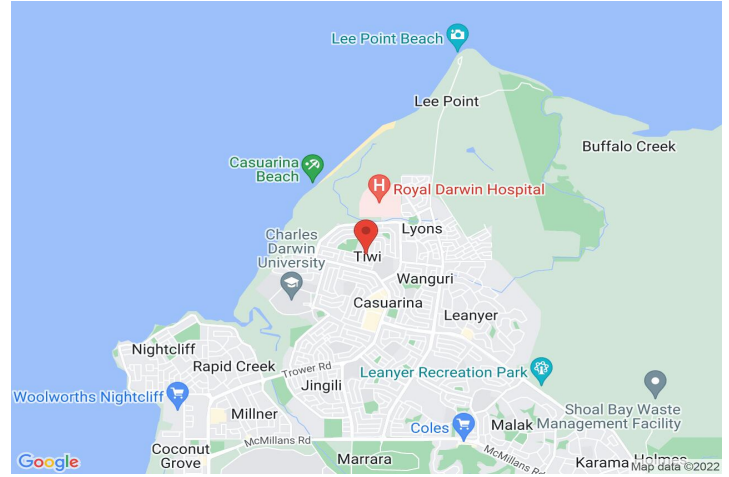 Lee Point Beach
Lee Point
Buffalo Creek
Casuarina
Beach
H
Royal Darwin Hospital
Lyons
Charles
Darwin
University
Tiwi
Wanguri
Casuarina
Leanyer
Nightcliff
Rapid Creek
Trower Rd
Leanyer Recreation Park
Jingili
Woolworths Nightcliff
Millner
Shoal Bay Waste
Management Facility
Coles
Malak
McMillans Rd
Coconut
Grove
McMillans Rd
Marrara
Karama
Holmes
Google
Map data ©2022